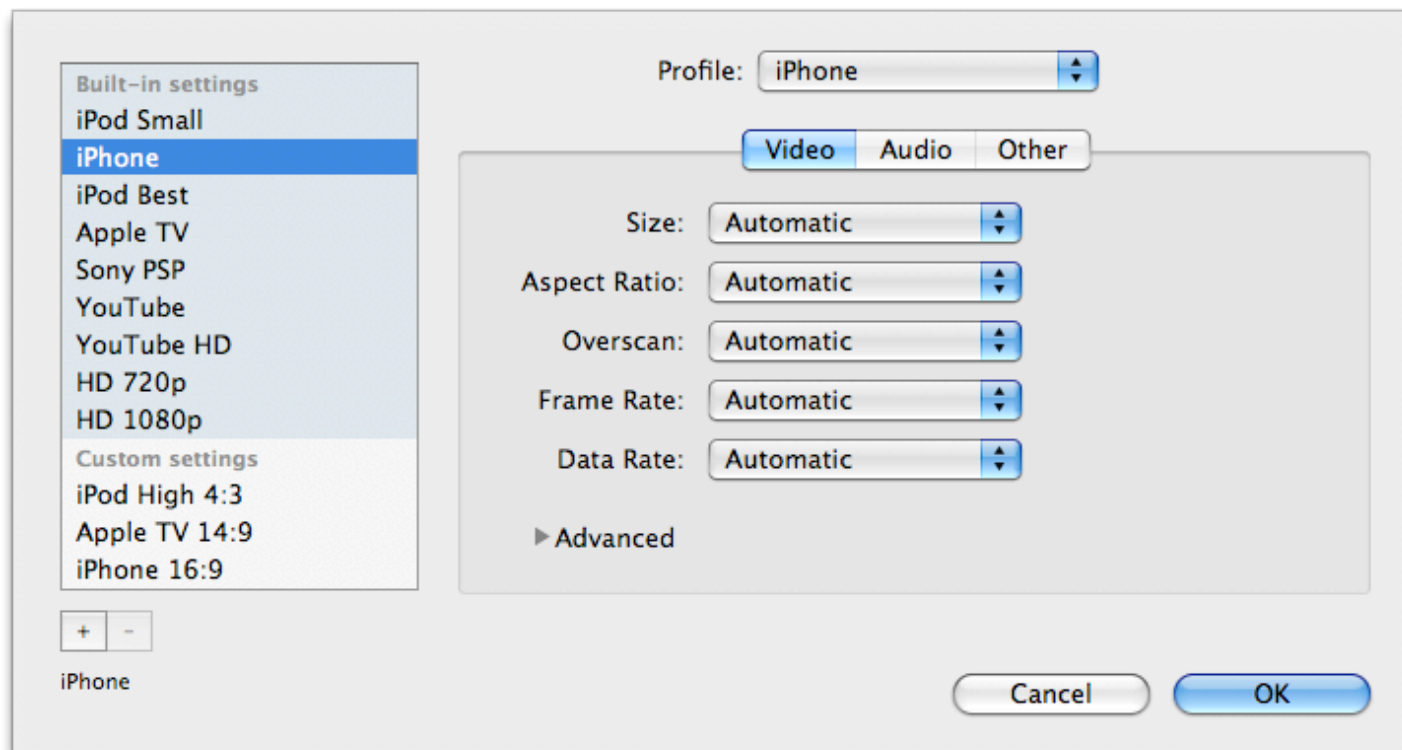 Built-in settings
iPod Small
iPhone
iPod Best
Apple TV
Sony PSP
YouTube
YouTube HD
HD 720p
HD 1080p
Custom settings
iPod High 4:3
Apple TV 14:9
iPhone 16:9
+ -
iPhone
Profile: iPhone
Video Audio Other
Size: Automatic
Aspect Ratio: Automatic
Overscan: Automatic
Frame Rate: Automatic
Data Rate: Automatic
Advanced
Cancel OK